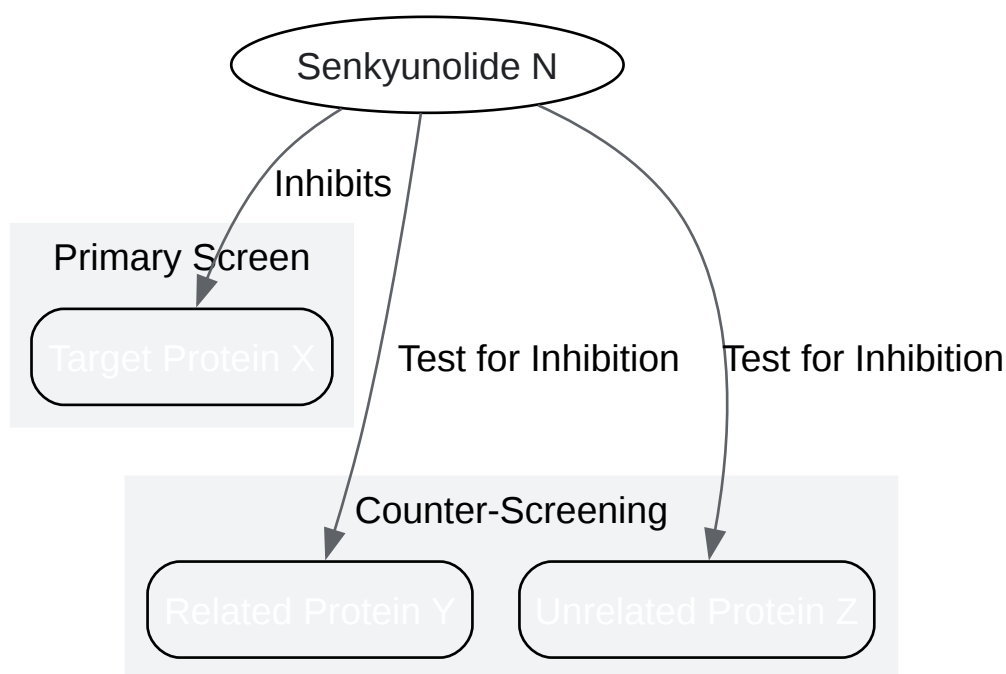 Senkyunolide N
Inhibits
Primary Screen
Target Protein X
Test for Inhibition
Test for Inhibition
Counter-Screening
Related Protein Y
Unrelated Protein Z